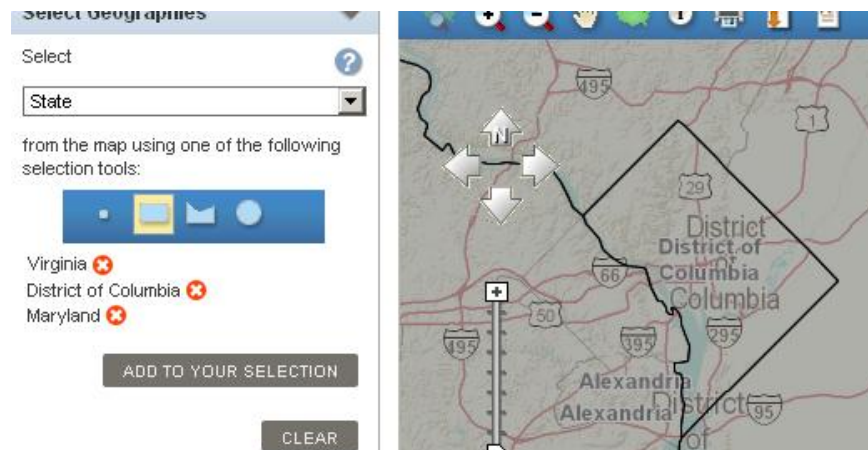 Select Geographies
Select
State
from the map using one of the following
selection tools:
Virginia
District of Columbia
Maryland
ADD TO YOUR SELECTION
CLEAR
495
1
N
29
District
of
Columbia
District of
Columbia
66
50
495
395
295
Alexandria
Alexandria
District
of
95